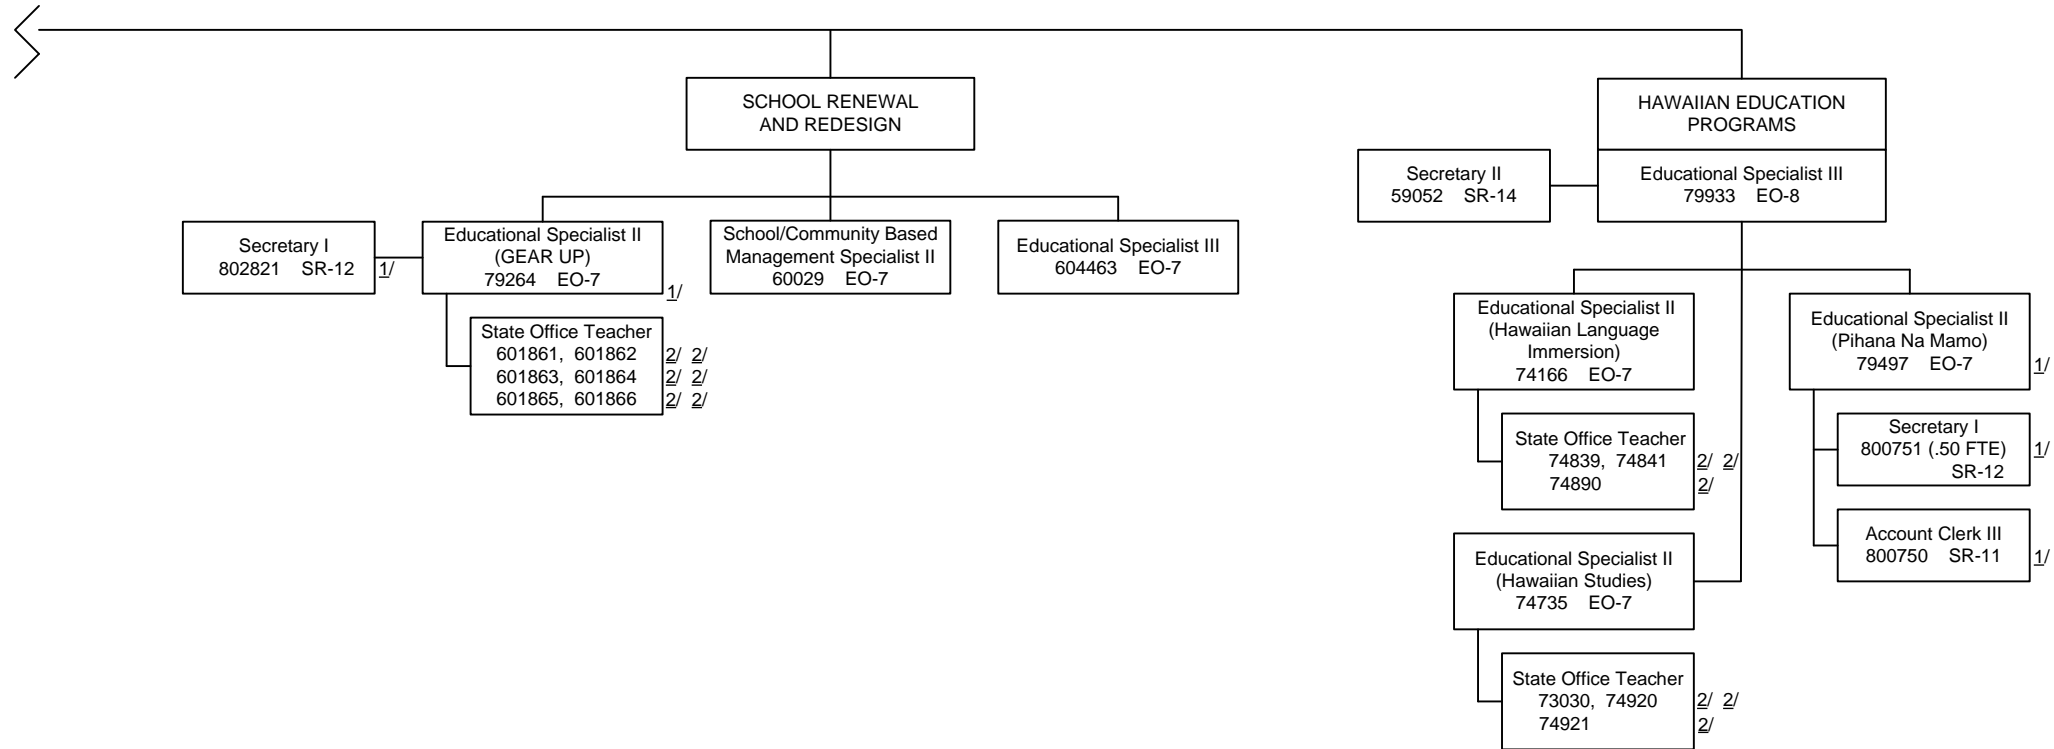 SCHOOL RENEWAL
AND REDESIGN
Secretary I
802821 SR-12
1/
Educational Specialist II
(GEAR UP)
79264 EO-7
1/
State Office Teacher
601861, 601862 2/ 2/
601863, 601864 2/ 2/
601865, 601866 2/ 2/
School/Community Based
Management Specialist II
60029 EO-7
Educational Specialist III
604463 EO-7
HAWAIIAN EDUCATION
PROGRAMS
Secretary II
59052 SR-14
Educational Specialist III
79933 EO-8
Educational Specialist II
(Hawaiian Language
Immersion)
74166 EO-7
State Office Teacher
74839, 74841 2/ 2/
74890 2/
Educational Specialist II
(Hawaiian Studies)
74735 EO-7
State Office Teacher
73030, 74920 2/ 2/
74921 2/
Educational Specialist II
(Pihana Na Mamo)
79497 EO-7 1/
Secretary I
800751 (.50 FTE) 1/
SR-12
Account Clerk III
800750 SR-11 1/